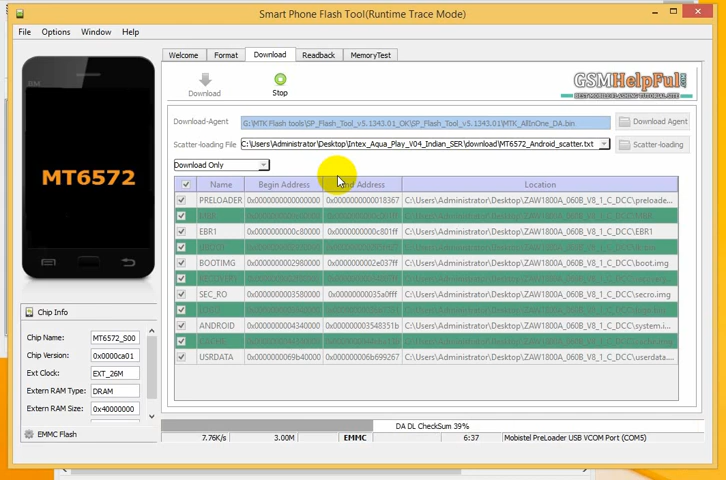 Smart Phone Flash Tool(Runtime Trace Mode)
File Options Window Help
Welcome Format Download Readback MemoryTest
Download Stop
GSMHelpFul
Download-Agent G:\MTK Flash tools\SP_Flash_Tool_v5.1343.01_OK\SP_Flash_Tool_v5.1343.01\MTK_AllInOne_DA.bin Download Agent
Scatter-loading File C:\Users\Administrator\Desktop\Intex_Aqua_Play_V04_Indian_SER\download\MT6572_Android_scatter.txt Scatter-loading
Download Only
Name Begin Address End Address Location
PRELOADER 0x0000000000000000 0x0000000000018367 C:\Users\Administrator\Desktop\ZAW1800A_060B_V8_1_C_DCC\preloade...
EBR1 0x0000000000c80000 0x0000000000c801ff C:\Users\Administrator\Desktop\ZAW1800A_060B_V8_1_C_DCC\EBR1
BOOTIMG 0x0000000002980000 0x0000000002e037ff C:\Users\Administrator\Desktop\ZAW1800A_060B_V8_1_C_DCC\boot.img
SEC_RO 0x0000000003580000 0x00000000035a0fff C:\Users\Administrator\Desktop\ZAW1800A_060B_V8_1_C_DCC\secro.img
ANDROID 0x0000000004340000 0x000000003548351b C:\Users\Administrator\Desktop\ZAW1800A_060B_V8_1_C_DCC\system.i...
USRDATA 0x0000000069b40000 0x000000006b699267 C:\Users\Administrator\Desktop\ZAW1800A_060B_V8_1_C_DCC\userdata....
MT6572
Chip Info
Chip Name: MT6572_S00
Chip Version: 0x0000ca01
Ext Clock: EXT_26M
Extern RAM Type: DRAM
Extern RAM Size: 0x40000000
EMMC Flash
DA DL CheckSum 39%
7.76K/s 3.00M EMMC 6:37 Mobistel PreLoader USB VCOM Port (COM5)